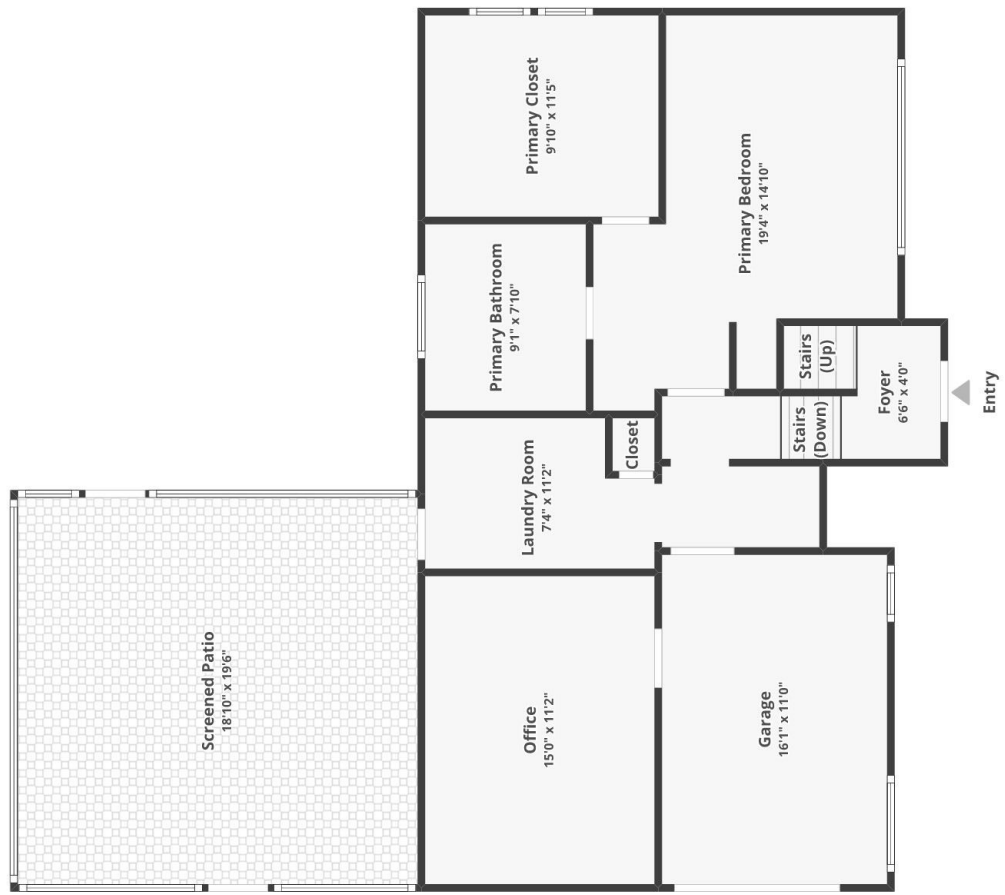 Primary Closet
9'10" x 11'5"
Primary Bedroom
19'4" x 14'10"
Primary Bathroom
9'1" x 7'10"
Stairs
(Up)
Foyer
6'6" x 4'0"
Entry
Stairs
(Down)
Closet
Laundry Room
7'4" x 11'2"
Screened Patio
18'10" x 19'6"
Office
15'0" x 11'2"
Garage
16'1" x 11'0"